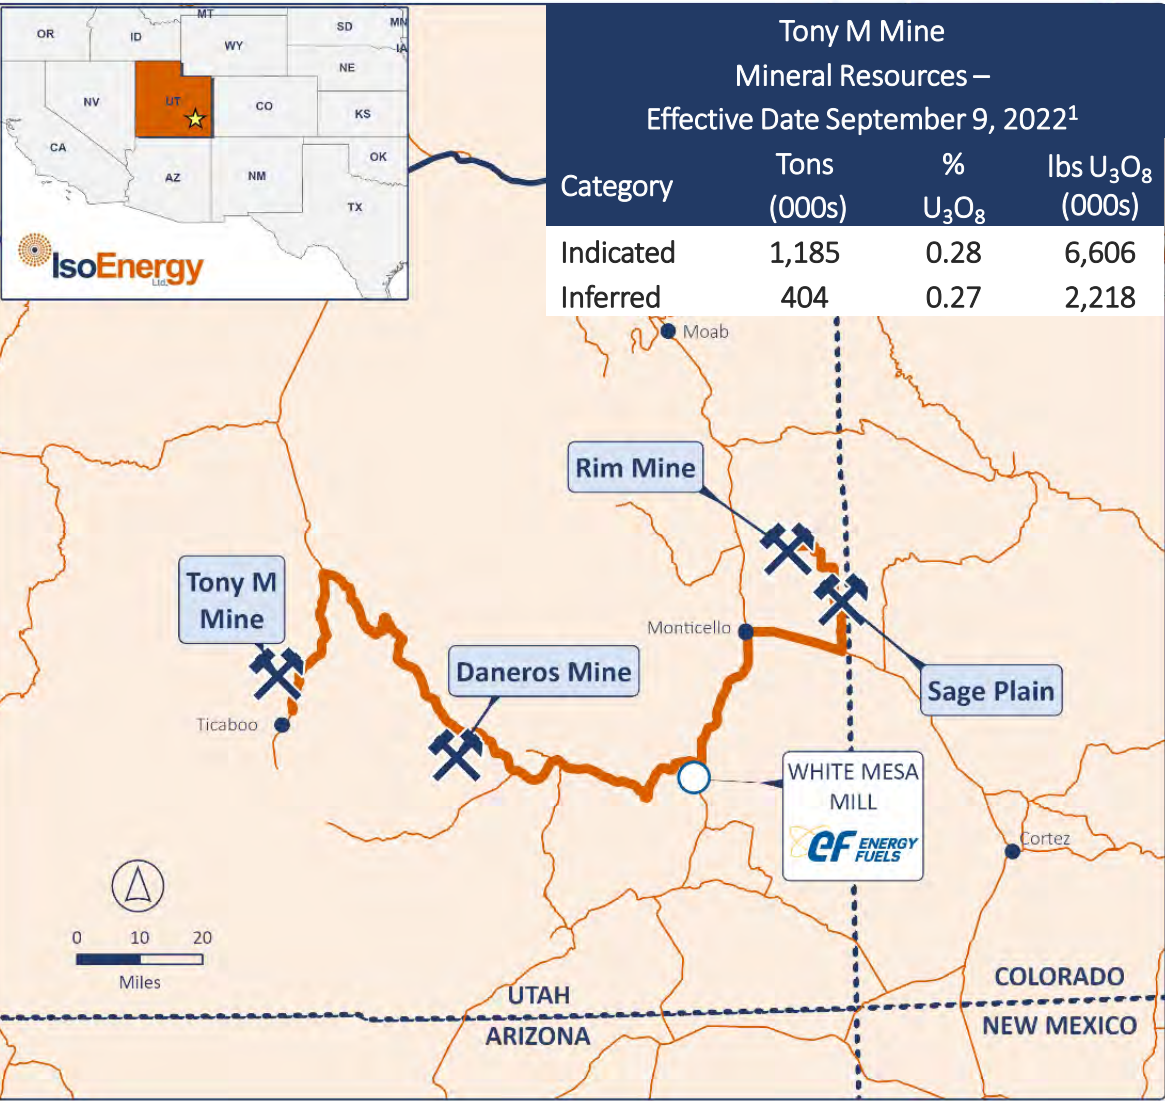 MT
OR
ID
WY
SD
MN
IA
NE
NV
UT
CO
KS
CA
AZ
NM
OK
TX
IsoEnergy
Ltd.
Tony M Mine
Mineral Resources –
Effective Date September 9, 2022¹
Category Tons (000s) % U₃O₈ lbs U₃O₈ (000s)
Indicated 1,185 0.28 6,606
Inferred 404 0.27 2,218
Moab
Rim Mine
Tony M
Mine
Monticello
Daneros Mine
Sage Plain
Ticaboo
WHITE MESA
MILL
ef ENERGY
FUELS
Cortez
0 10 20
Miles
UTAH
ARIZONA
COLORADO
NEW MEXICO